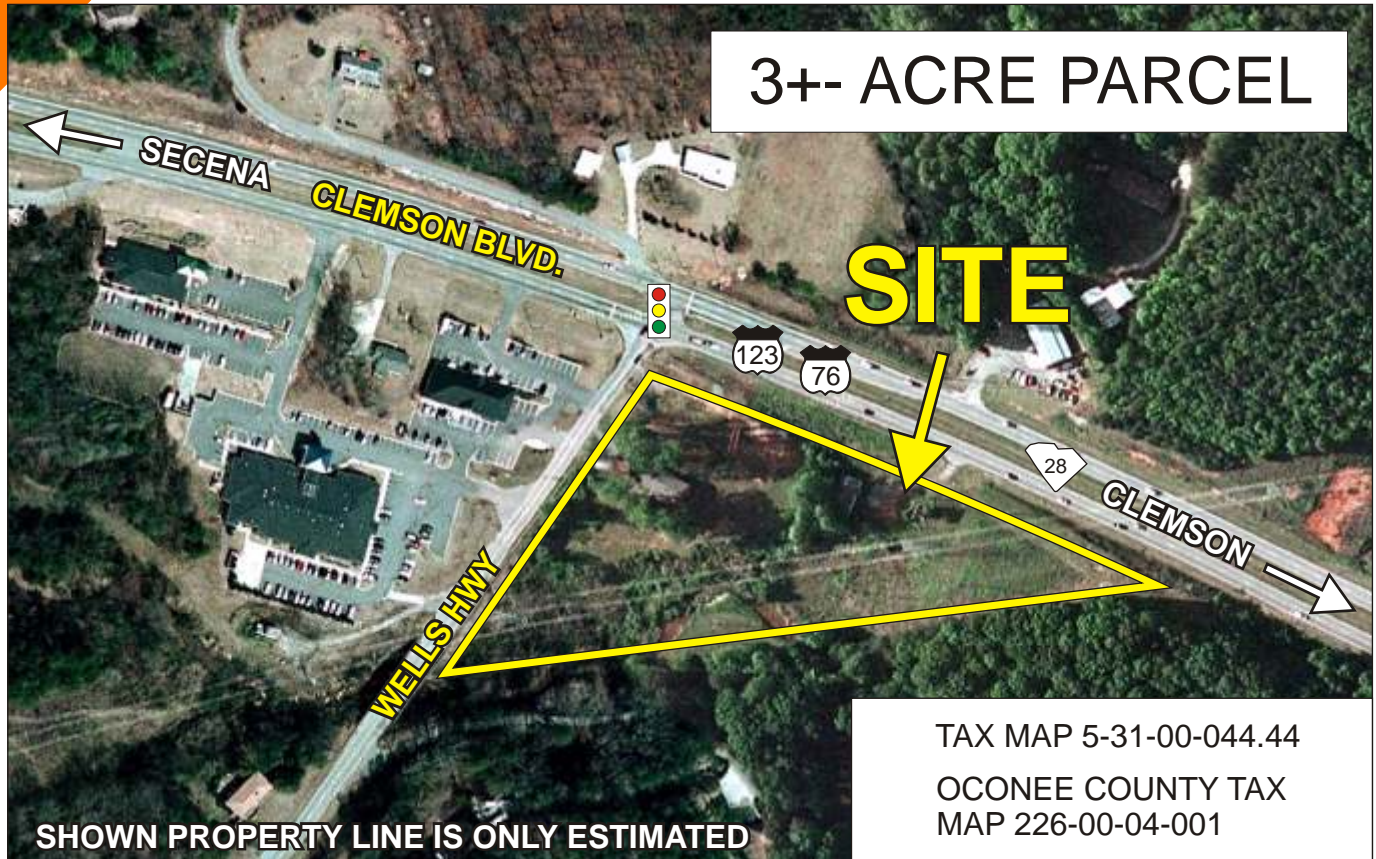 3+- ACRE PARCEL
SECENA
CLEMSON BLVD.
SITE
123
76
28
CLEMSON
WELLS HWY
TAX MAP 5-31-00-044.44
OCONEE COUNTY TAX
MAP 226-00-04-001
SHOWN PROPERTY LINE IS ONLY ESTIMATED